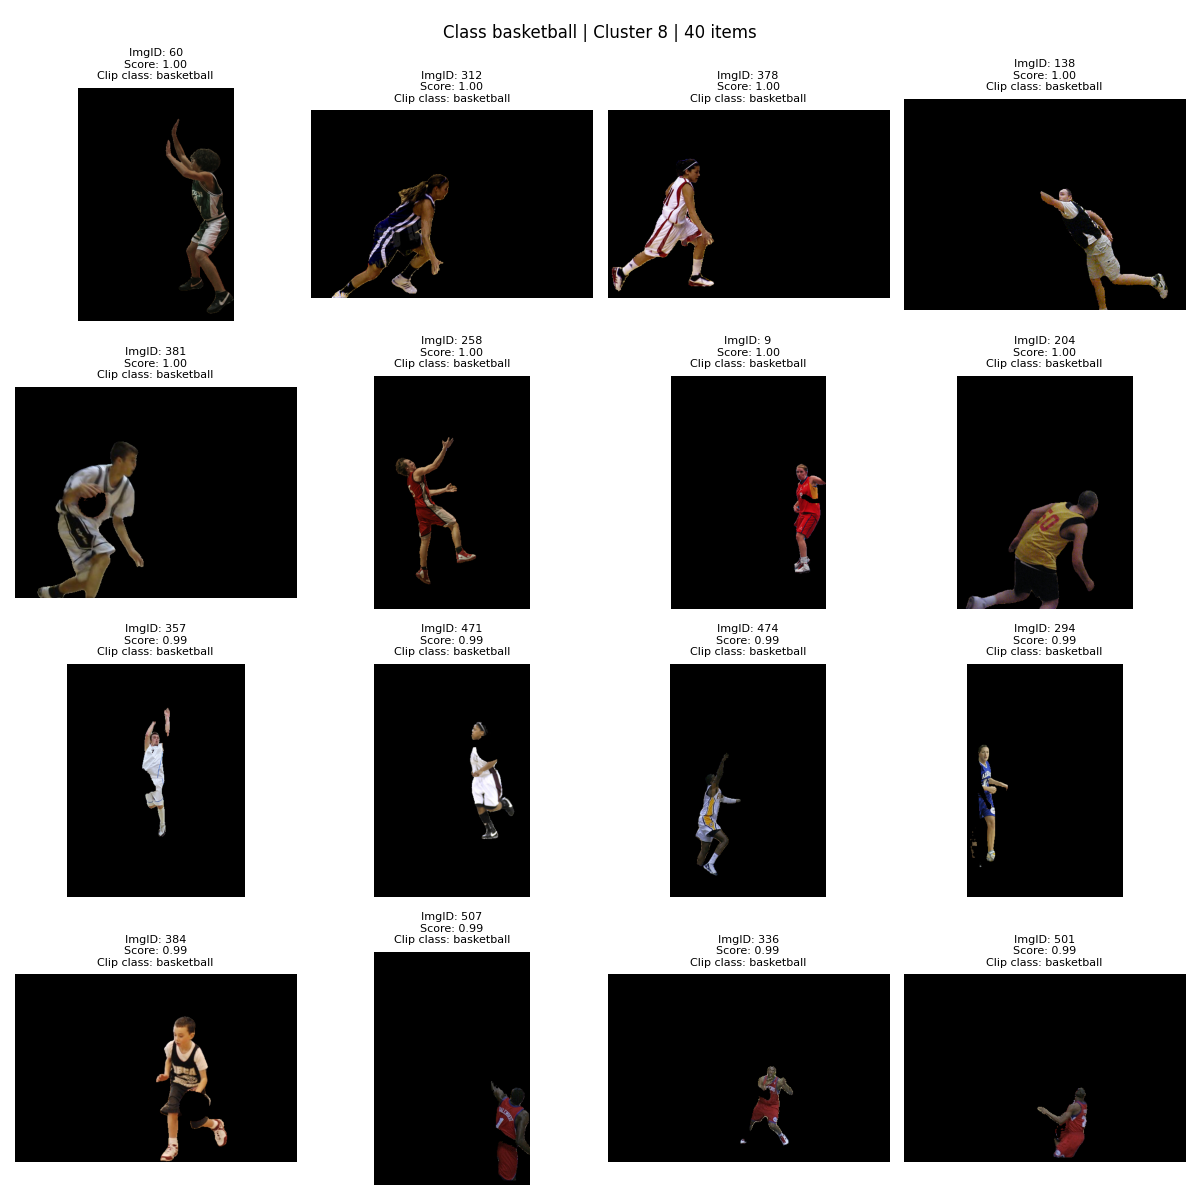 Class basketball | Cluster 8 | 40 items
ImgID: 60
Score: 1.00
Clip class: basketball
ImgID: 312
Score: 1.00
Clip class: basketball
ImgID: 378
Score: 1.00
Clip class: basketball
ImgID: 138
Score: 1.00
Clip class: basketball
ImgID: 381
Score: 1.00
Clip class: basketball
ImgID: 258
Score: 1.00
Clip class: basketball
ImgID: 9
Score: 1.00
Clip class: basketball
ImgID: 204
Score: 1.00
Clip class: basketball
ImgID: 357
Score: 0.99
Clip class: basketball
ImgID: 471
Score: 0.99
Clip class: basketball
ImgID: 474
Score: 0.99
Clip class: basketball
ImgID: 294
Score: 0.99
Clip class: basketball
ImgID: 384
Score: 0.99
Clip class: basketball
ImgID: 507
Score: 0.99
Clip class: basketball
ImgID: 336
Score: 0.99
Clip class: basketball
ImgID: 501
Score: 0.99
Clip class: basketball